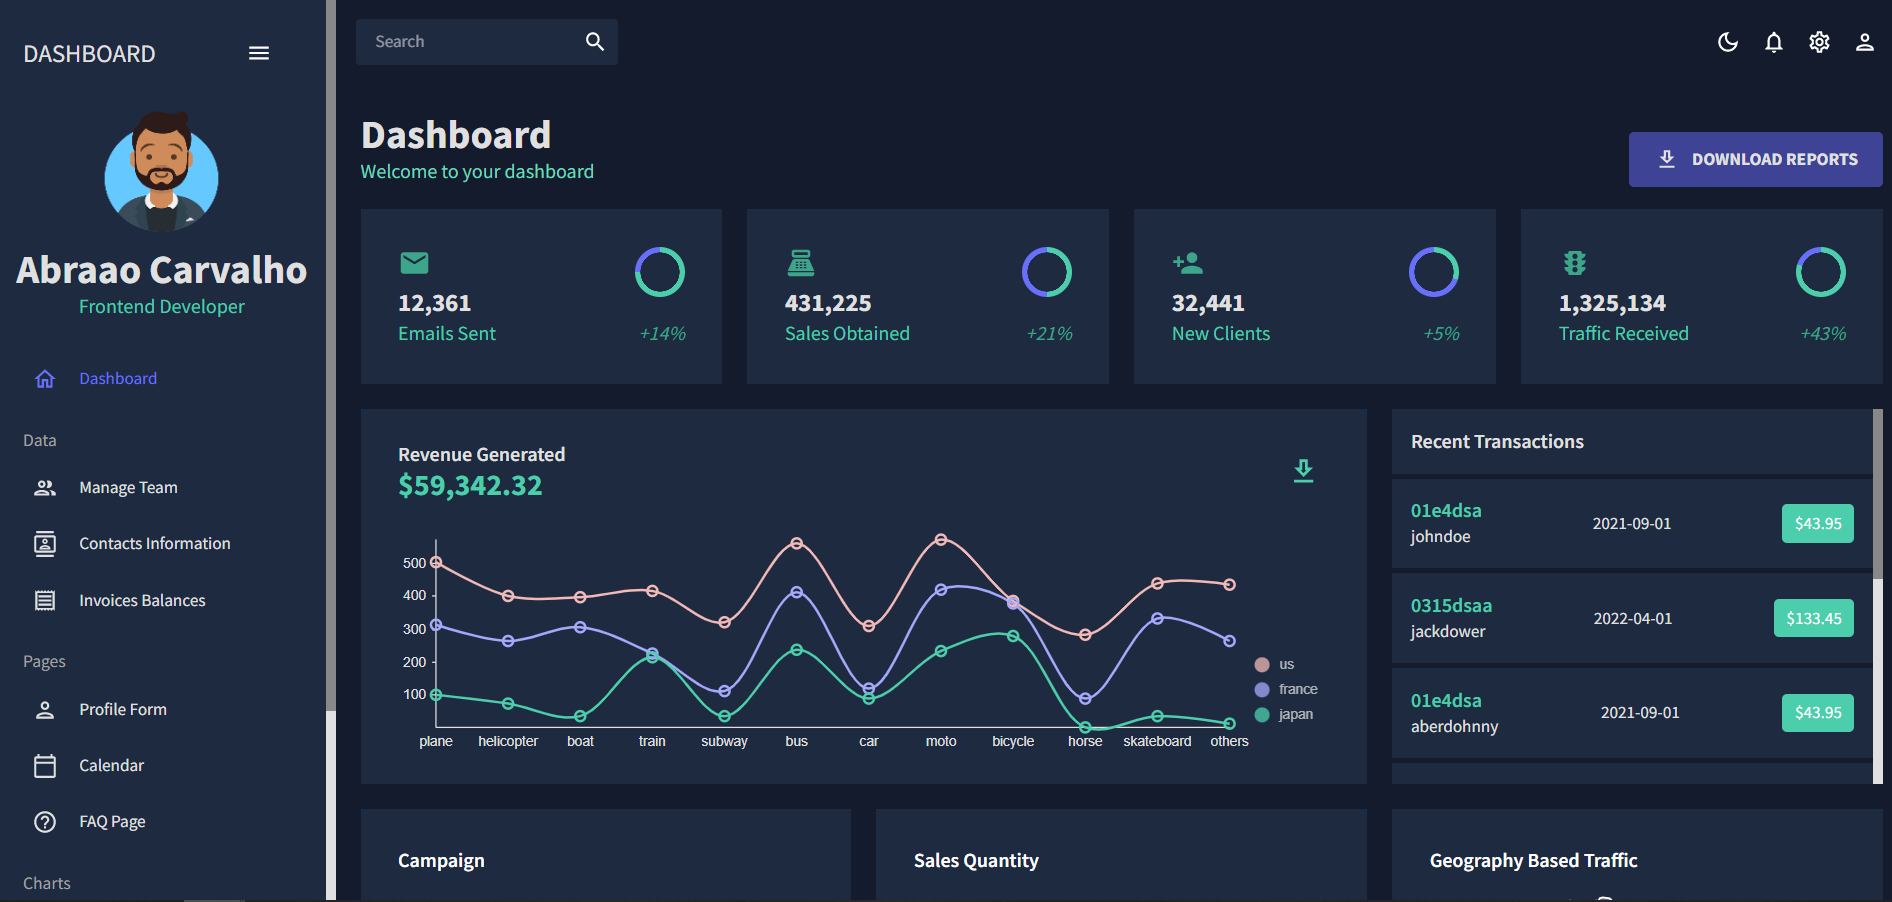 DASHBOARD
Abraao Carvalho
Frontend Developer
Dashboard
Data
Manage Team
Contacts Information
Invoices Balances
Pages
Profile Form
Calendar
FAQ Page
Charts
Search
Dashboard
Welcome to your dashboard
DOWNLOAD REPORTS
12,361
Emails Sent
+14%
431,225
Sales Obtained
+21%
32,441
New Clients
+5%
1,325,134
Traffic Received
+43%
Revenue Generated
$59,342.32
500
400
300
200
100
plane helicopter boat train subway bus car moto bicycle horse skateboard others
us
france
japan
Recent Transactions
01e4dsa
johndoe
2021-09-01
$43.95
0315dsaa
jackdower
2022-04-01
$133.45
01e4dsa
aberdohnny
2021-09-01
$43.95
Campaign
Sales Quantity
Geography Based Traffic